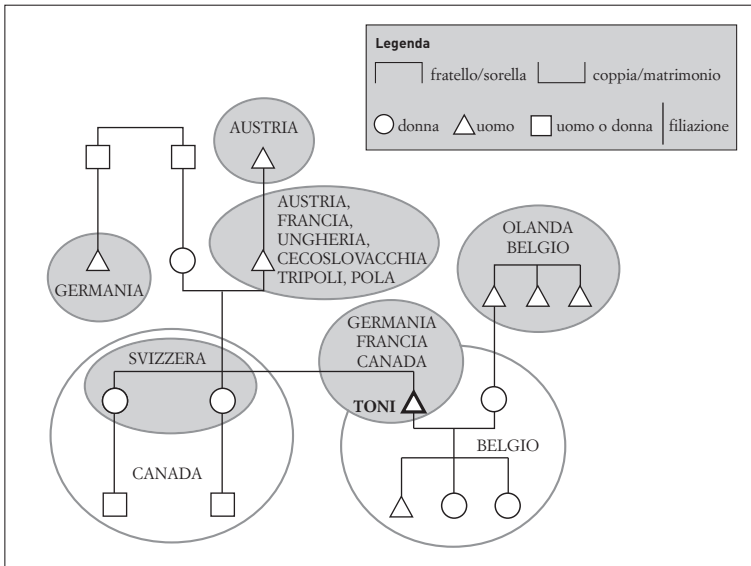 Legenda
fratello/sorella
coppia/matrimonio
donna
uomo
uomo o donna
filiazione
AUSTRIA
AUSTRIA,
FRANCIA,
UNGHERIA,
CECOSLOVACCHIA
TRIPOLI, POLA
OLANDA
BELGIO
GERMANIA
GERMANIA
FRANCIA
CANADA
SVIZZERA
TONI
BELGIO
CANADA